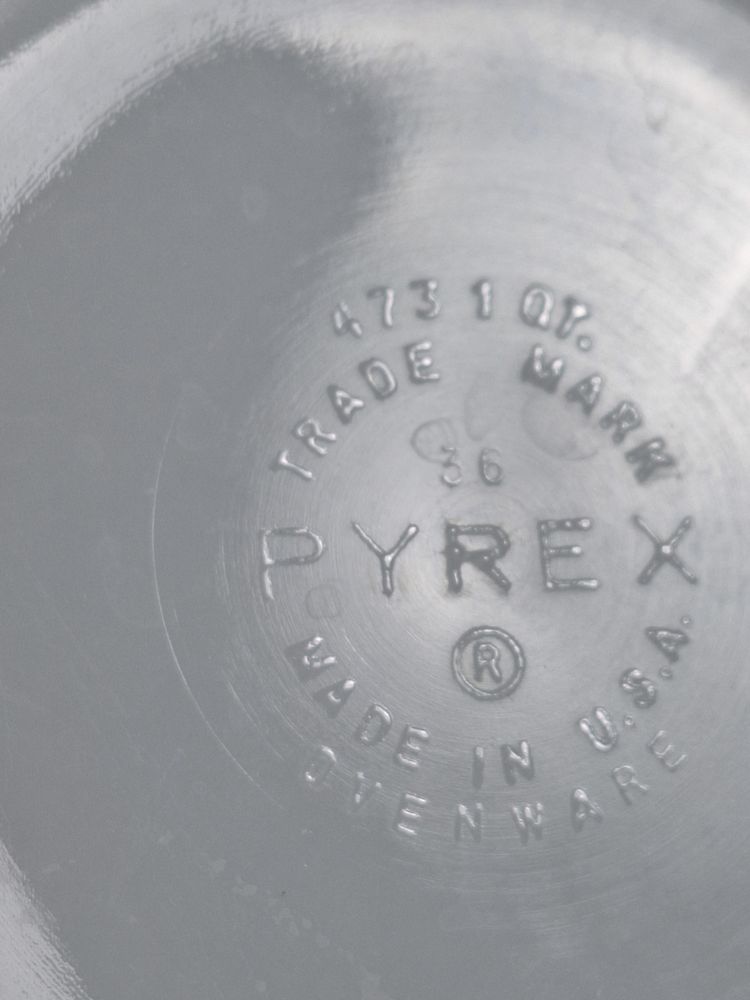 473 1 QT.
TRADE MARK
36
PYREX
®
MADE IN U.S.A.
OVENWARE